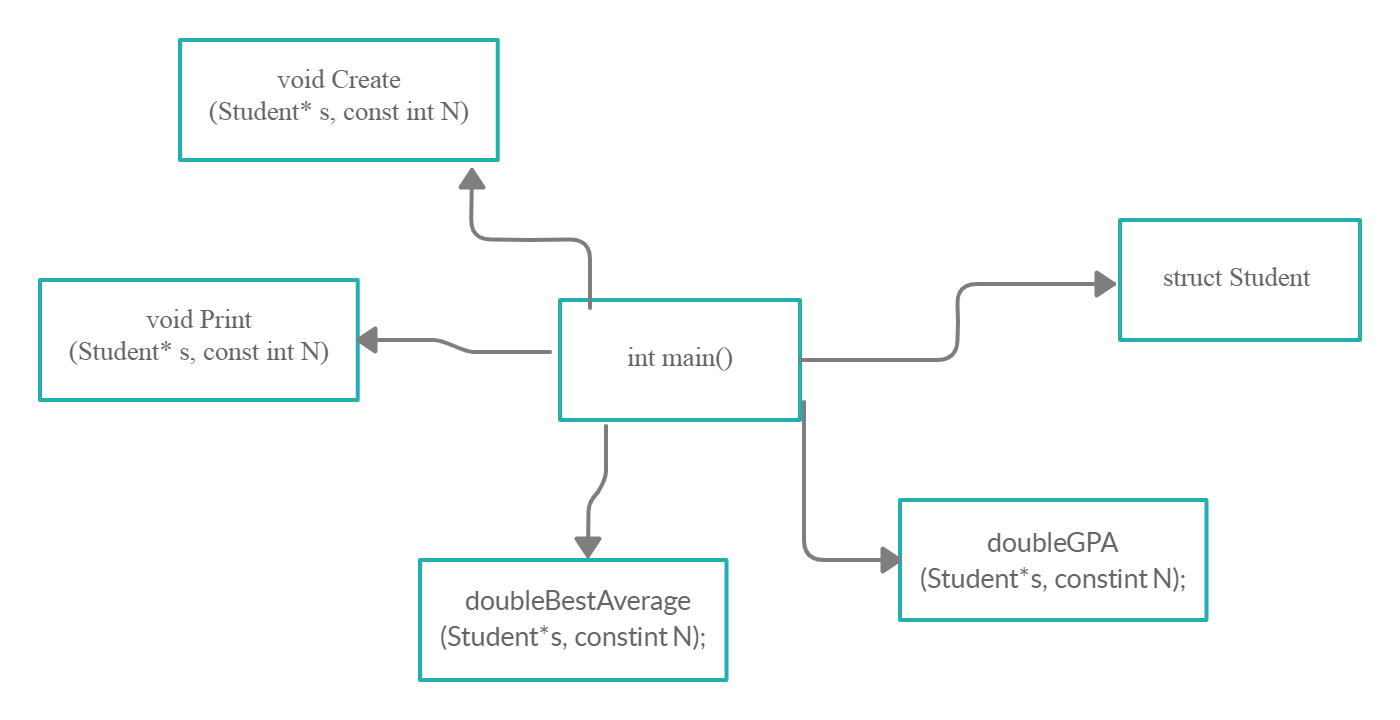 void Create
(Student* s, const int N)
void Print
(Student* s, const int N)
int main()
struct Student
doubleGPA
(Student*s, constint N);
doubleBestAverage
(Student*s, constint N);